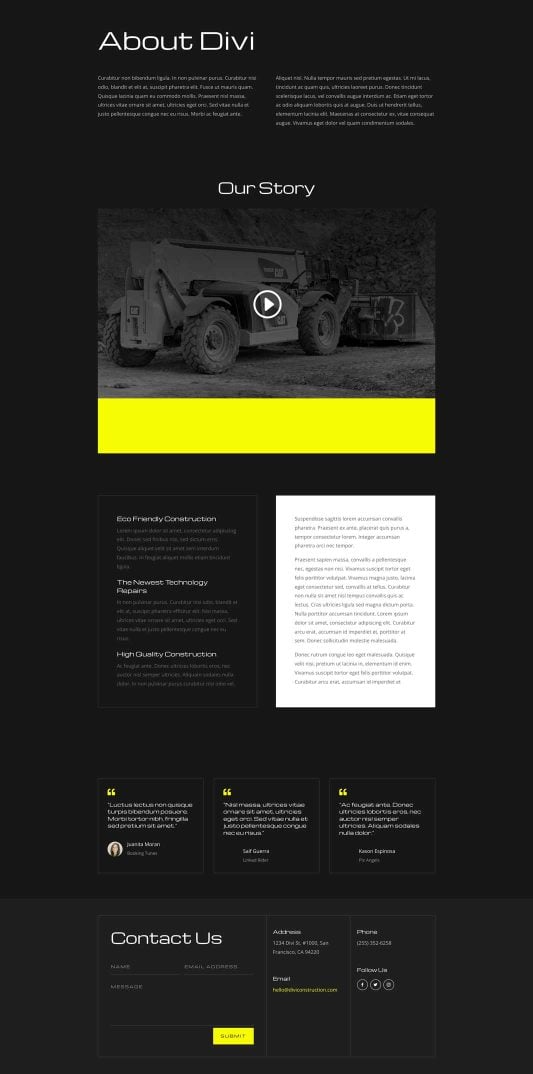 About Divi
Curabitur non bibendum ligula. In non pulvinar purus. Curabitur nisi
odio, blandit et elit at, suscipit pharetra elit. Fusce ut mauris quam.
Quisque lacinia quam eu commodo mollis. Praesent nisl massa,
ultrices vitae ornare sit amet, ultricies eget orci. Sed vitae nulla et
justo pellentesque congue nec eu risus. Morbi ac feugiat ante.
Aliquet nisl. Nulla tempor mauris sed pretium egestas. Ut mi lacus,
tincidunt ac quam quis, ultricies laoreet purus. Donec tincidunt
scelerisque lacus, vel convallis augue interdum ac. Etiam eget tortor
ac odio aliquam lobortis quis at augue. Duis ut hendrerit tellus,
elementum lacinia elit. Maecenas at consectetur ex, vitae consequat
augue. Vivamus eget dolor vel quam condimentum sodales.
Our Story
CAT
Eco Friendly Construction
Lorem ipsum dolor sit amet, consectetur adipiscing
elit. Donec sed finibus nisi, sed dictum eros.
Quisque aliquet velit sit amet sem interdum
faucibus. In feugiat aliquet mollis etiam tincidunt
ligula.
The Newest Technology
Repairs
In non pulvinar purus. Curabitur nisi odio, blandit et
elit at, suscipit pharetra efficitur elit. Nisi massa,
ultrices vitae ornare sit amet, ultricies eget orci. Sed
vitae nulla et justo pellentesque congue nec eu
risus.
High Quality Construction
Ac feugiat ante. Donec ultricies lobortis eros, nec
auctor nisl semper ultricies. Aliquam sodales nulla
dolor. In non pulvinar purus curabitur nisi odio vel.
Suspendisse sagittis lorem accumsan convallis
pharetra. Praesent ex ante, placerat quis purus a,
tempor consectetur lorem. Integer accumsan
pharetra orci nec tempor.
Praesent sapien massa, convallis a pellentesque
nec, egestas non nisi. Vivamus suscipit tortor eget
felis porttitor volutpat. Vivamus magna justo, lacinia
eget consectetur sed, convallis at tellus. Curabitur
non nulla sit amet nisl tempus convallis quis ac
lectus. Cras ultricies ligula sed magna dictum porta.
Nulla porttitor accumsan tincidunt. Lorem ipsum
dolor sit amet, consectetur adipiscing elit. Curabitur
arcu erat, accumsan id imperdiet et, porttitor at
sem. Donec sollicitudin molestie malesuada.
Donec rutrum congue leo eget malesuada. Quisque
velit nisi, pretium ut lacinia in, elementum id enim.
Vivamus suscipit tortor eget felis porttitor volutpat.
Curabitur arcu erat, accumsan id imperdiet et
"Luctus lectus non quisque
turpis bibendum posuere.
Morbi tortor nibh, fringilla
sed pretium sit amet."
Juanita Moran
Booking Tunes
"Nisl massa, ultrices vitae
ornare sit amet, ultricies
eget orci. Sed vitae nulla et
justo pellentesque congue
nec eu risus."
Saif Guerra
Linked Rider
"Ac feugiat ante. Donec
ultricies lobortis eros, nec
auctor nisl semper
ultricies. Aliquam sodales
nulla dolor."
Kason Espinosa
Pix Angels
Contact Us
NAME
EMAIL ADDRESS
MESSAGE
SUBMIT
Address
1234 Divi St. #1000, San
Francisco, CA 94220
Email
hello@diviconstruction.com
Phone
(255) 352-6258
Follow Us